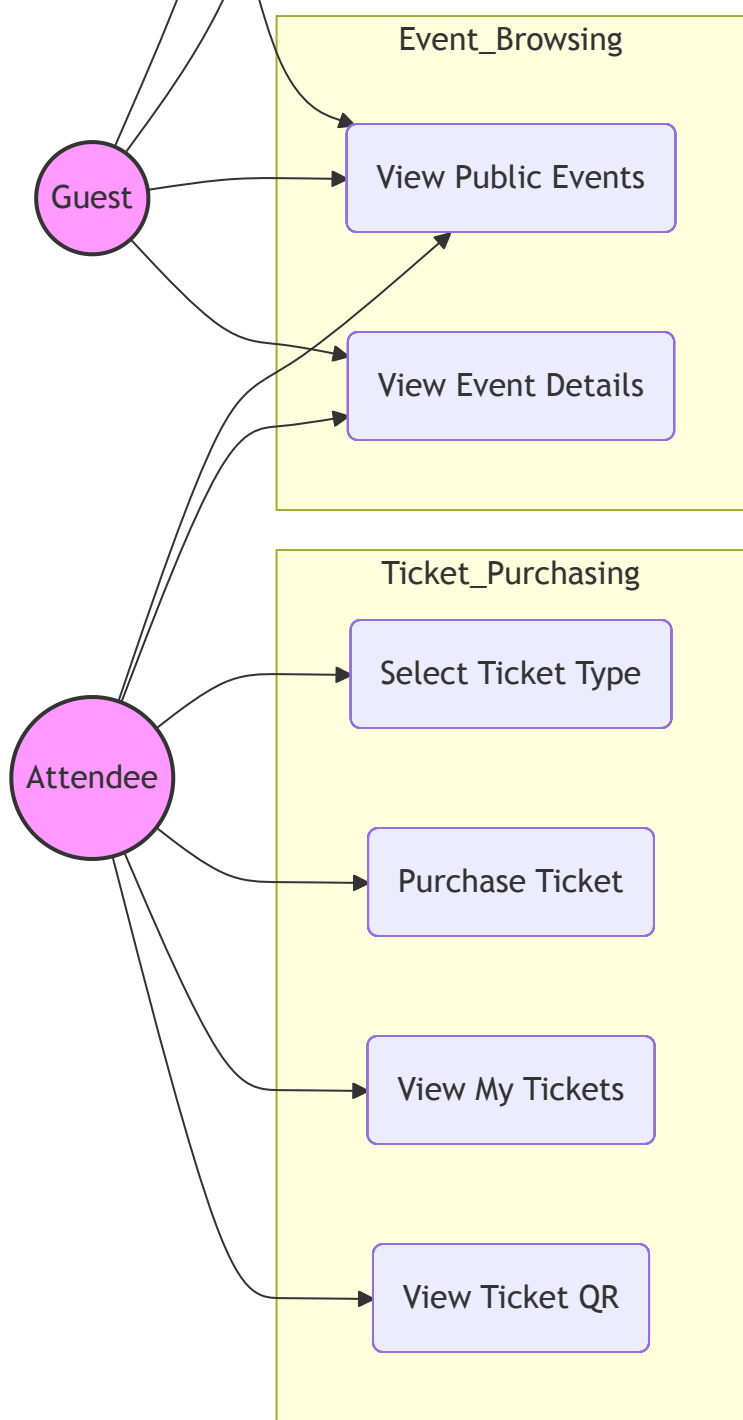 Event_Browsing
Guest
View Public Events
View Event Details
Ticket_Purchasing
Select Ticket Type
Attendee
Purchase Ticket
View My Tickets
View Ticket QR